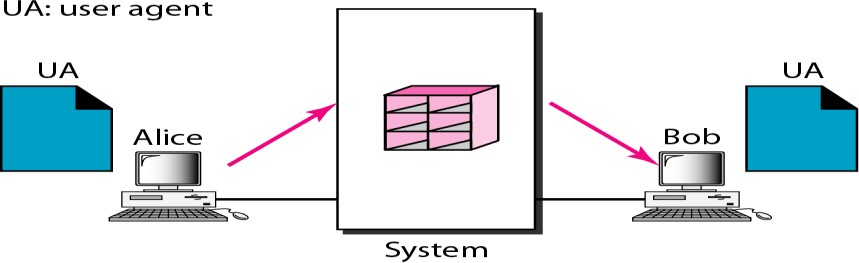 UA: user agent
UA
UA
Alice
Bob
System